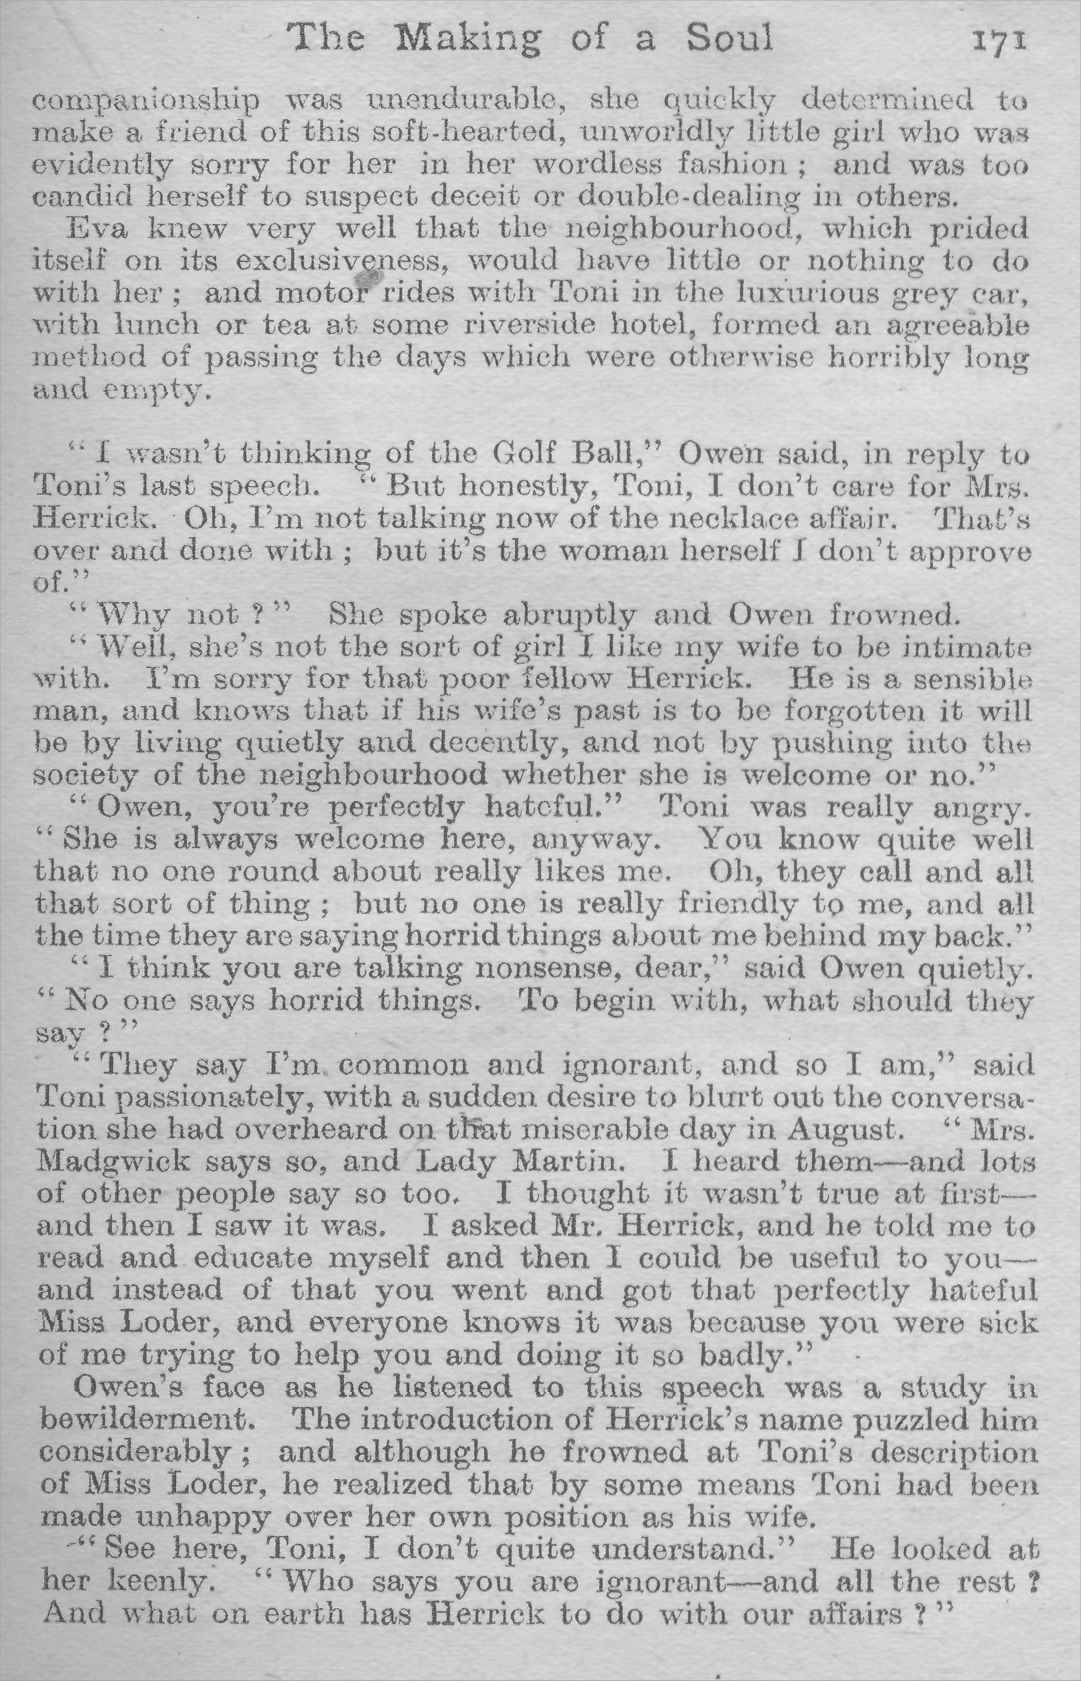 The Making of a Soul 171
companionship was unendurable, she quickly determined to
make a friend of this soft-hearted, unworldly little girl who was
evidently sorry for her in her wordless fashion ; and was too
candid herself to suspect deceit or double-dealing in others.
Eva knew very well that the neighbourhood, which prided
itself on its exclusiveness, would have little or nothing to do
with her ; and motor rides with Toni in the luxurious grey car,
with lunch or tea at some riverside hotel, formed an agreeable
method of passing the days which were otherwise horribly long
and empty.
“ I wasn’t thinking of the Golf Ball,” Owen said, in reply to
Toni’s last speech. “ But honestly, Toni, I don’t care for Mrs.
Herrick. Oh, I’m not talking now of the necklace affair. That’s
over and done with ; but it’s the woman herself I don’t approve
of.”
“ Why not ? ” She spoke abruptly and Owen frowned.
“ Well, she’s not the sort of girl I like my wife to be intimate
with. I’m sorry for that poor fellow Herrick. He is a sensible
man, and knows that if his wife’s past is to be forgotten it will
be by living quietly and decently, and not by pushing into the
society of the neighbourhood whether she is welcome or no.”
“ Owen, you’re perfectly hateful.” Toni was really angry.
“ She is always welcome here, anyway. You know quite well
that no one round about really likes me. Oh, they call and all
that sort of thing ; but no one is really friendly to me, and all
the time they are saying horrid things about me behind my back.”
“ I think you are talking nonsense, dear,” said Owen quietly.
“ No one says horrid things. To begin with, what should they
say ? ”
“ They say I’m common and ignorant, and so I am,” said
Toni passionately, with a sudden desire to blurt out the conversa-
tion she had overheard on that miserable day in August. “ Mrs.
Madgwick says so, and Lady Martin. I heard them—and lots
of other people say so too. I thought it wasn’t true at first—
and then I saw it was. I asked Mr. Herrick, and he told me to
read and educate myself and then I could be useful to you—
and instead of that you went and got that perfectly hateful
Miss Loder, and everyone knows it was because you were sick
of me trying to help you and doing it so badly.”
Owen’s face as he listened to this speech was a study in
bewilderment. The introduction of Herrick’s name puzzled him
considerably ; and although he frowned at Toni’s description
of Miss Loder, he realized that by some means Toni had been
made unhappy over her own position as his wife.
“ See here, Toni, I don’t quite understand.” He looked at
her keenly. “ Who says you are ignorant—and all the rest ?
And what on earth has Herrick to do with our affairs ? ”